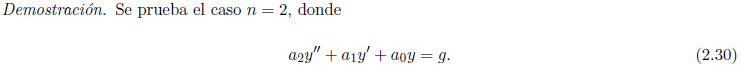 Demostración. Se prueba el caso n = 2, donde
a₂y″ + a₁y′ + a₀y = g. (2.30)